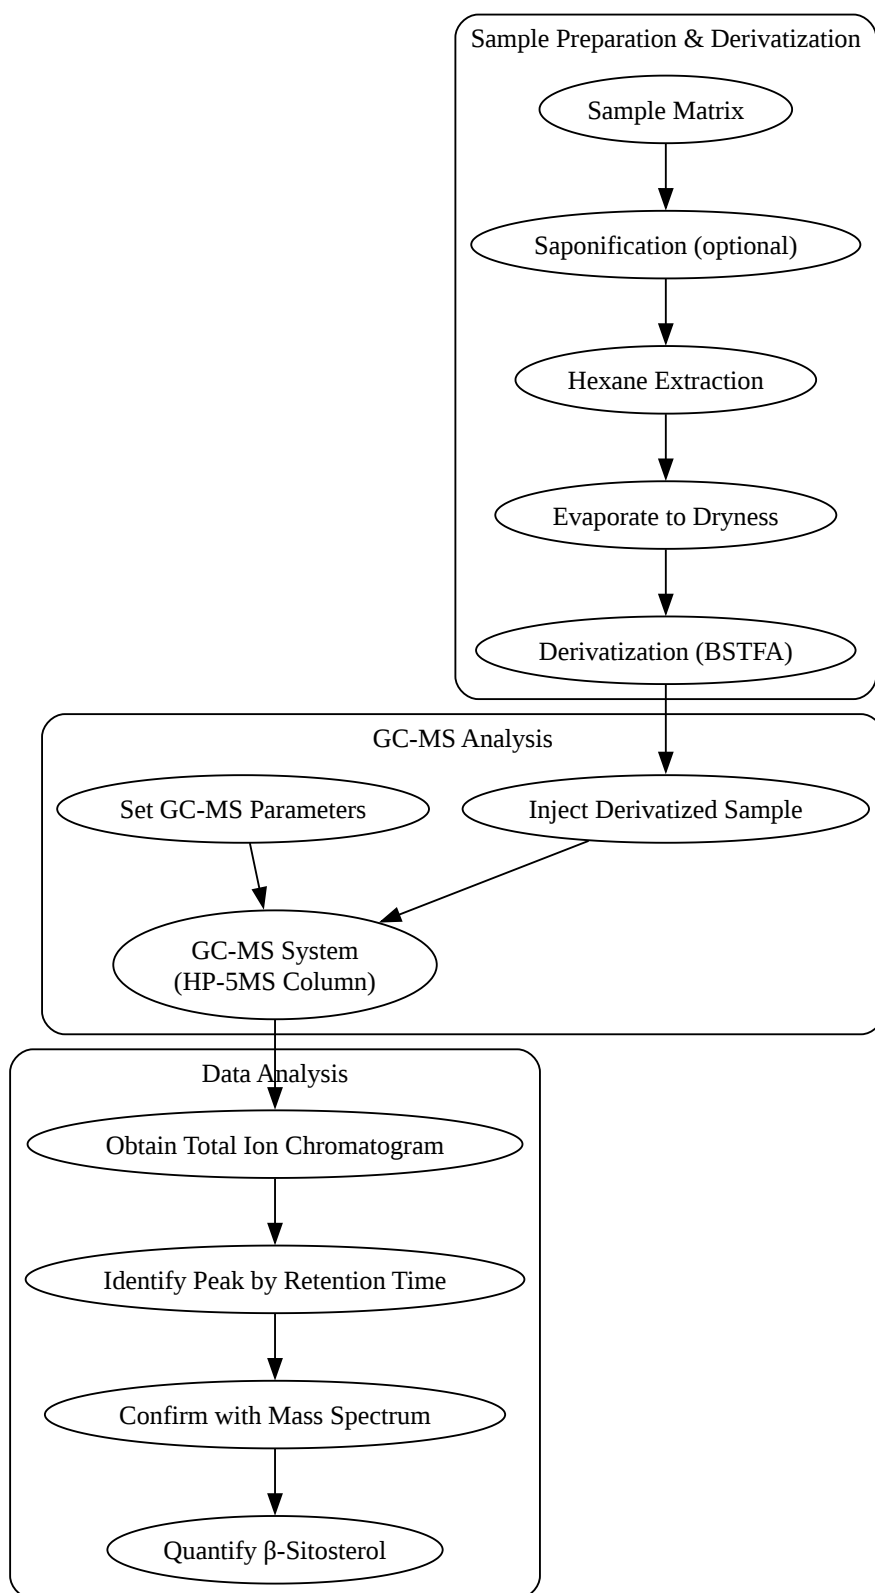 Sample Preparation & Derivatization
Sample Matrix
Saponification (optional)
Hexane Extraction
Evaporate to Dryness
Derivatization (BSTFA)
GC-MS Analysis
Set GC-MS Parameters
Inject Derivatized Sample
GC-MS System
(HP-5MS Column)
Data Analysis
Obtain Total Ion Chromatogram
Identify Peak by Retention Time
Confirm with Mass Spectrum
Quantify β-Sitosterol